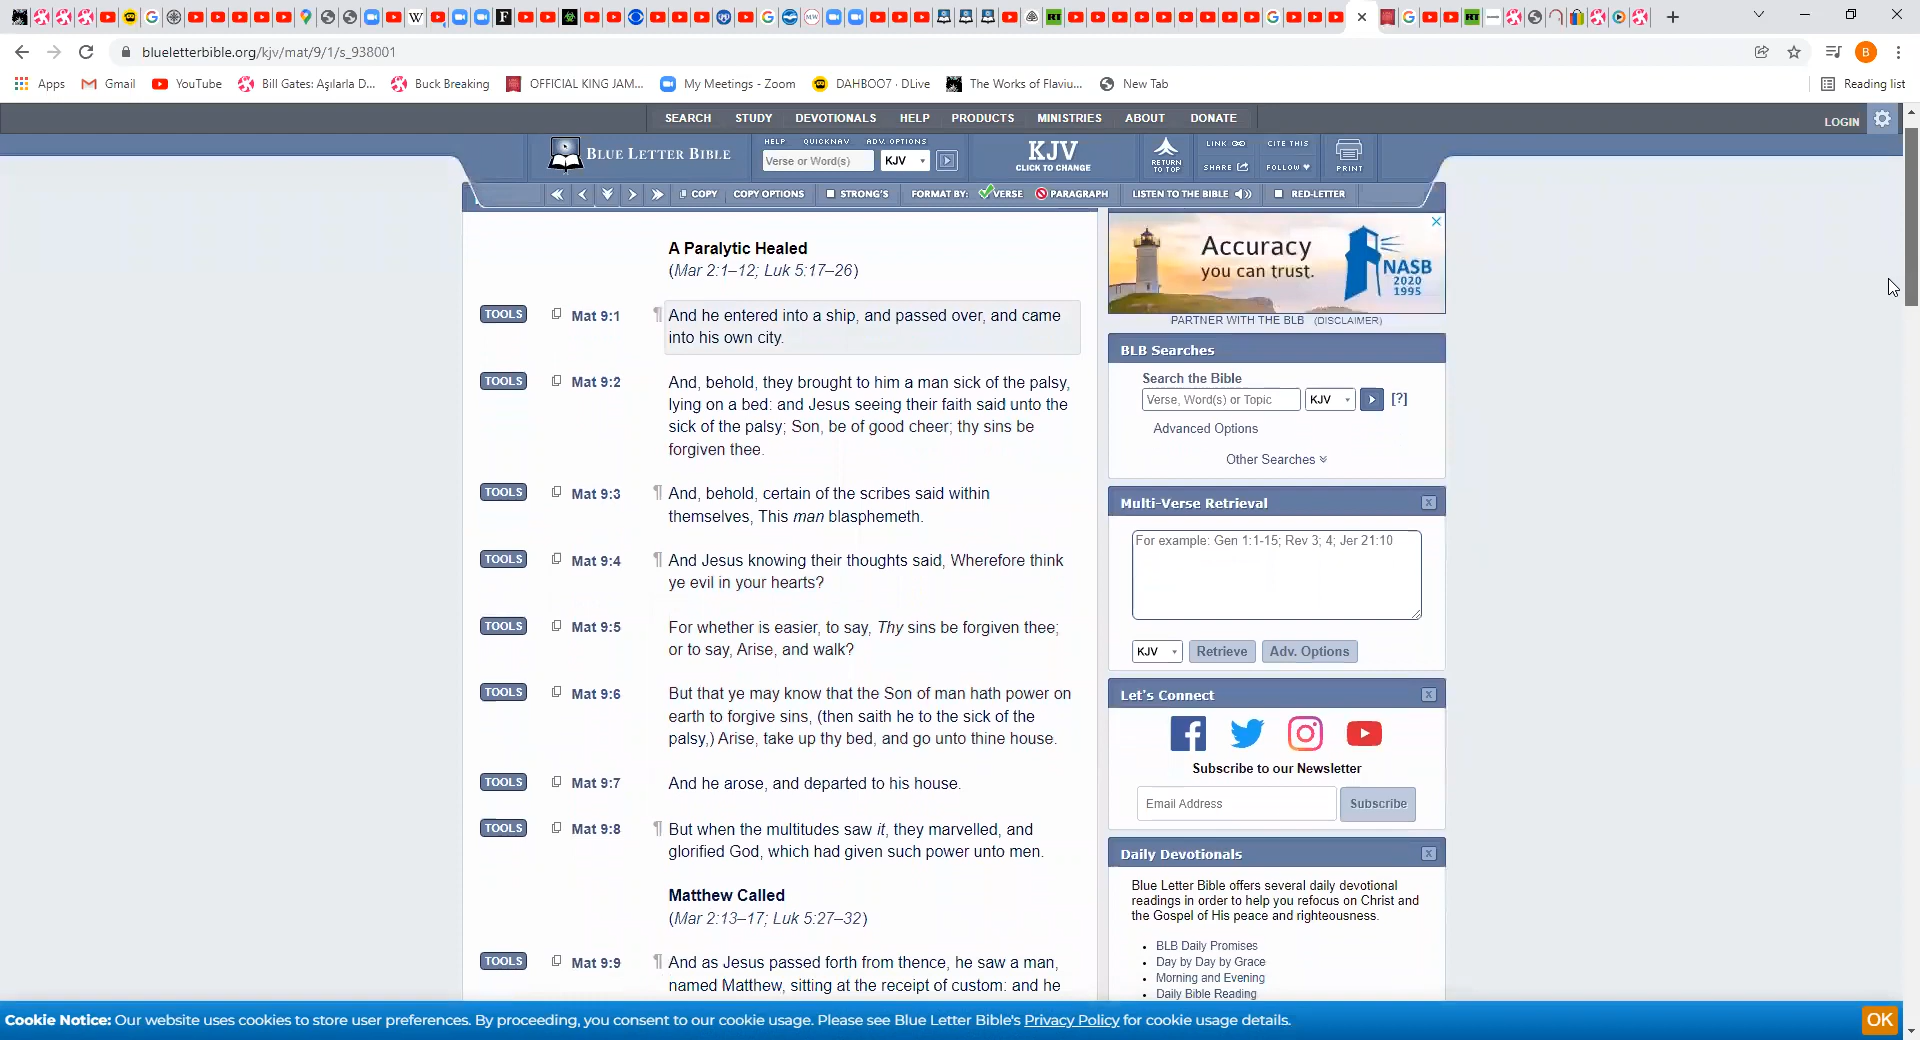 blueletterbible.org/kjv/mat/9/1/s_938001
B
Apps Gmail YouTube Bill Gates: Aşılarla D... Buck Breaking OFFICIAL KING JAM... My Meetings - Zoom DAHBOO7 · DLive The Works of Flaviu... New Tab Reading list
SEARCH STUDY DEVOTIONALS HELP PRODUCTS MINISTRIES ABOUT DONATE LOGIN
BLUE LETTER BIBLE
HELP QUICKNAV ADV. OPTIONS
Verse or Word(s) KJV
KJV
CLICK TO CHANGE
RETURN
TO TOP
LINK CITE THIS
SHARE FOLLOW
PRINT
COPY COPY OPTIONS STRONG'S FORMAT BY: VERSE PARAGRAPH LISTEN TO THE BIBLE RED-LETTER
A Paralytic Healed
(Mar 2:1–12; Luk 5:17–26)
TOOLS Mat 9:1 ¶ And he entered into a ship, and passed over, and came
into his own city.
TOOLS Mat 9:2 And, behold, they brought to him a man sick of the palsy,
lying on a bed: and Jesus seeing their faith said unto the
sick of the palsy; Son, be of good cheer; thy sins be
forgiven thee.
TOOLS Mat 9:3 ¶ And, behold, certain of the scribes said within
themselves, This man blasphemeth.
TOOLS Mat 9:4 ¶ And Jesus knowing their thoughts said, Wherefore think
ye evil in your hearts?
TOOLS Mat 9:5 For whether is easier, to say, Thy sins be forgiven thee;
or to say, Arise, and walk?
TOOLS Mat 9:6 But that ye may know that the Son of man hath power on
earth to forgive sins, (then saith he to the sick of the
palsy,) Arise, take up thy bed, and go unto thine house.
TOOLS Mat 9:7 And he arose, and departed to his house.
TOOLS Mat 9:8 ¶ But when the multitudes saw it, they marvelled, and
glorified God, which had given such power unto men.
Matthew Called
(Mar 2:13–17; Luk 5:27–32)
TOOLS Mat 9:9 ¶ And as Jesus passed forth from thence, he saw a man,
named Matthew, sitting at the receipt of custom: and he
Accuracy
you can trust.
NASB
2020
1995
PARTNER WITH THE BLB (DISCLAIMER)
BLB Searches
Search the Bible
Verse, Word(s) or Topic KJV [?]
Advanced Options
Other Searches
Multi-Verse Retrieval
For example: Gen 1:1-15; Rev 3; 4; Jer 21:10
KJV Retrieve Adv. Options
Let's Connect
Subscribe to our Newsletter
Email Address Subscribe
Daily Devotionals
Blue Letter Bible offers several daily devotional
readings in order to help you refocus on Christ and
the Gospel of His peace and righteousness.
• BLB Daily Promises
• Day by Day by Grace
• Morning and Evening
• Daily Bible Reading
Cookie Notice: Our website uses cookies to store user preferences. By proceeding, you consent to our cookie usage. Please see Blue Letter Bible's Privacy Policy for cookie usage details. OK